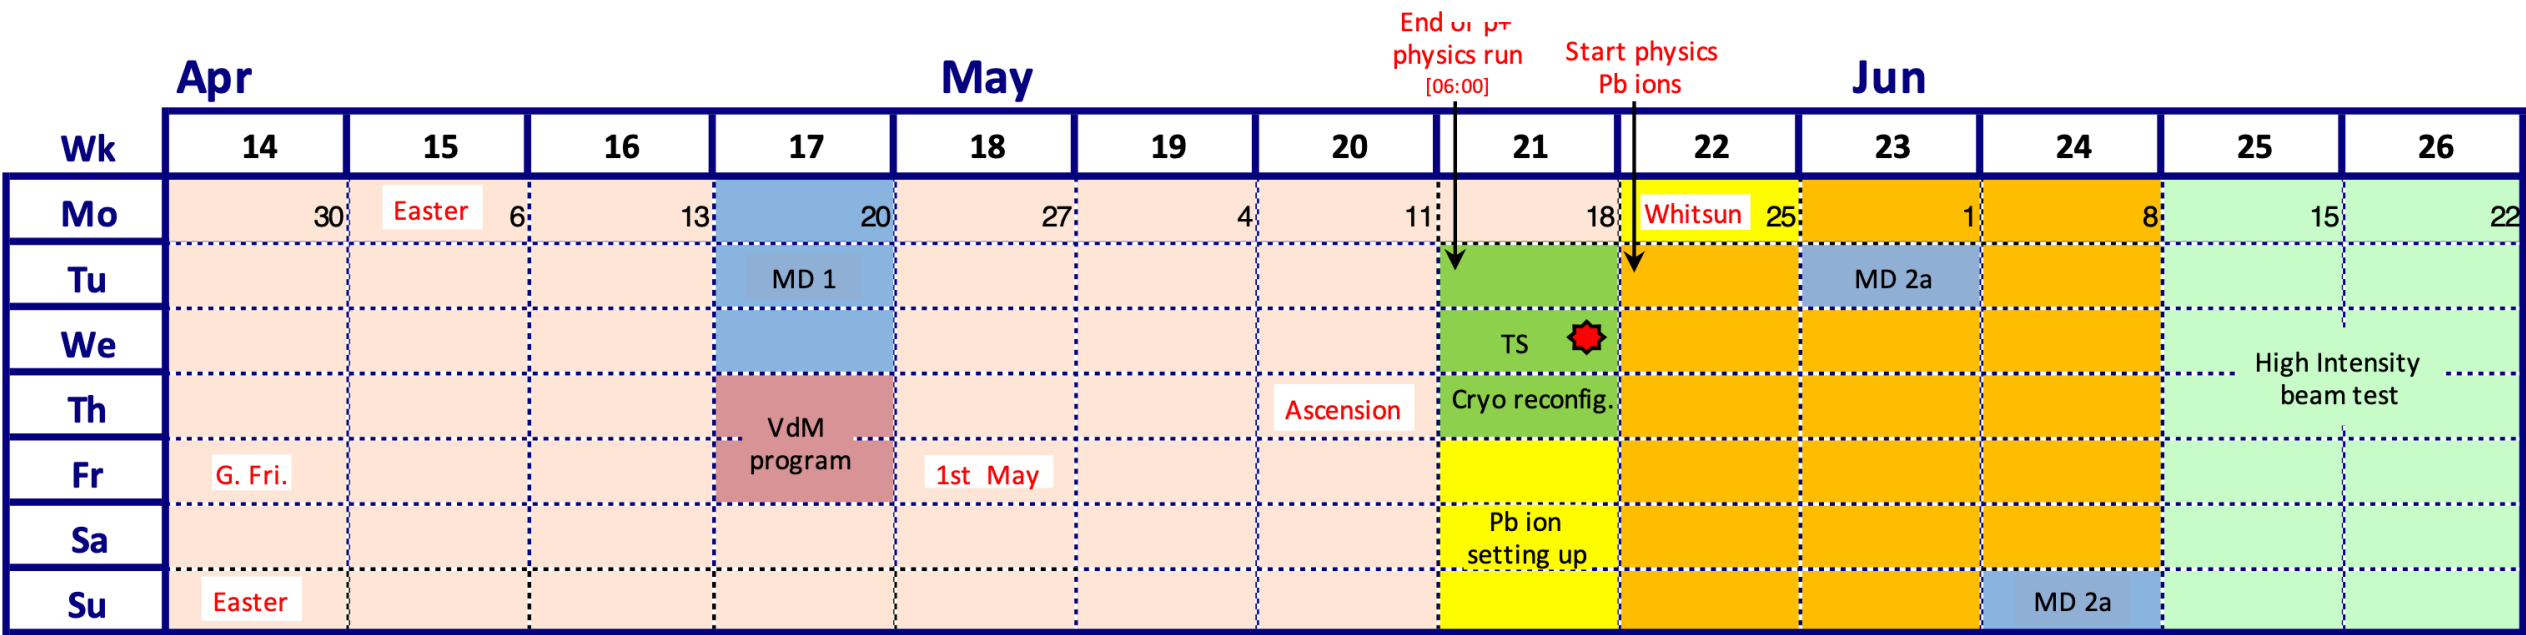 End of p+
physics run
[06:00]
Start physics
Pb ions
Apr May Jun
Wk 14 15 16 17 18 19 20 21 22 23 24 25 26
Mo 30 Easter 6 13 20 27 4 11 18 Whitsun 25 1 8 15 22
Tu MD 1 MD 2a
We TS
High Intensity
beam test
Th Cryo reconfig.
Ascension
VdM
program
Fr G. Fri. 1st May
Sa Pb ion
setting up
Su Easter MD 2a